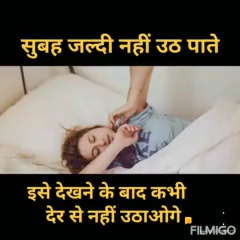 सुबह जल्दी नहीं उठ पाते
इसे देखने के बाद कभी
देर से नहीं उठाओगे
FILMIGO